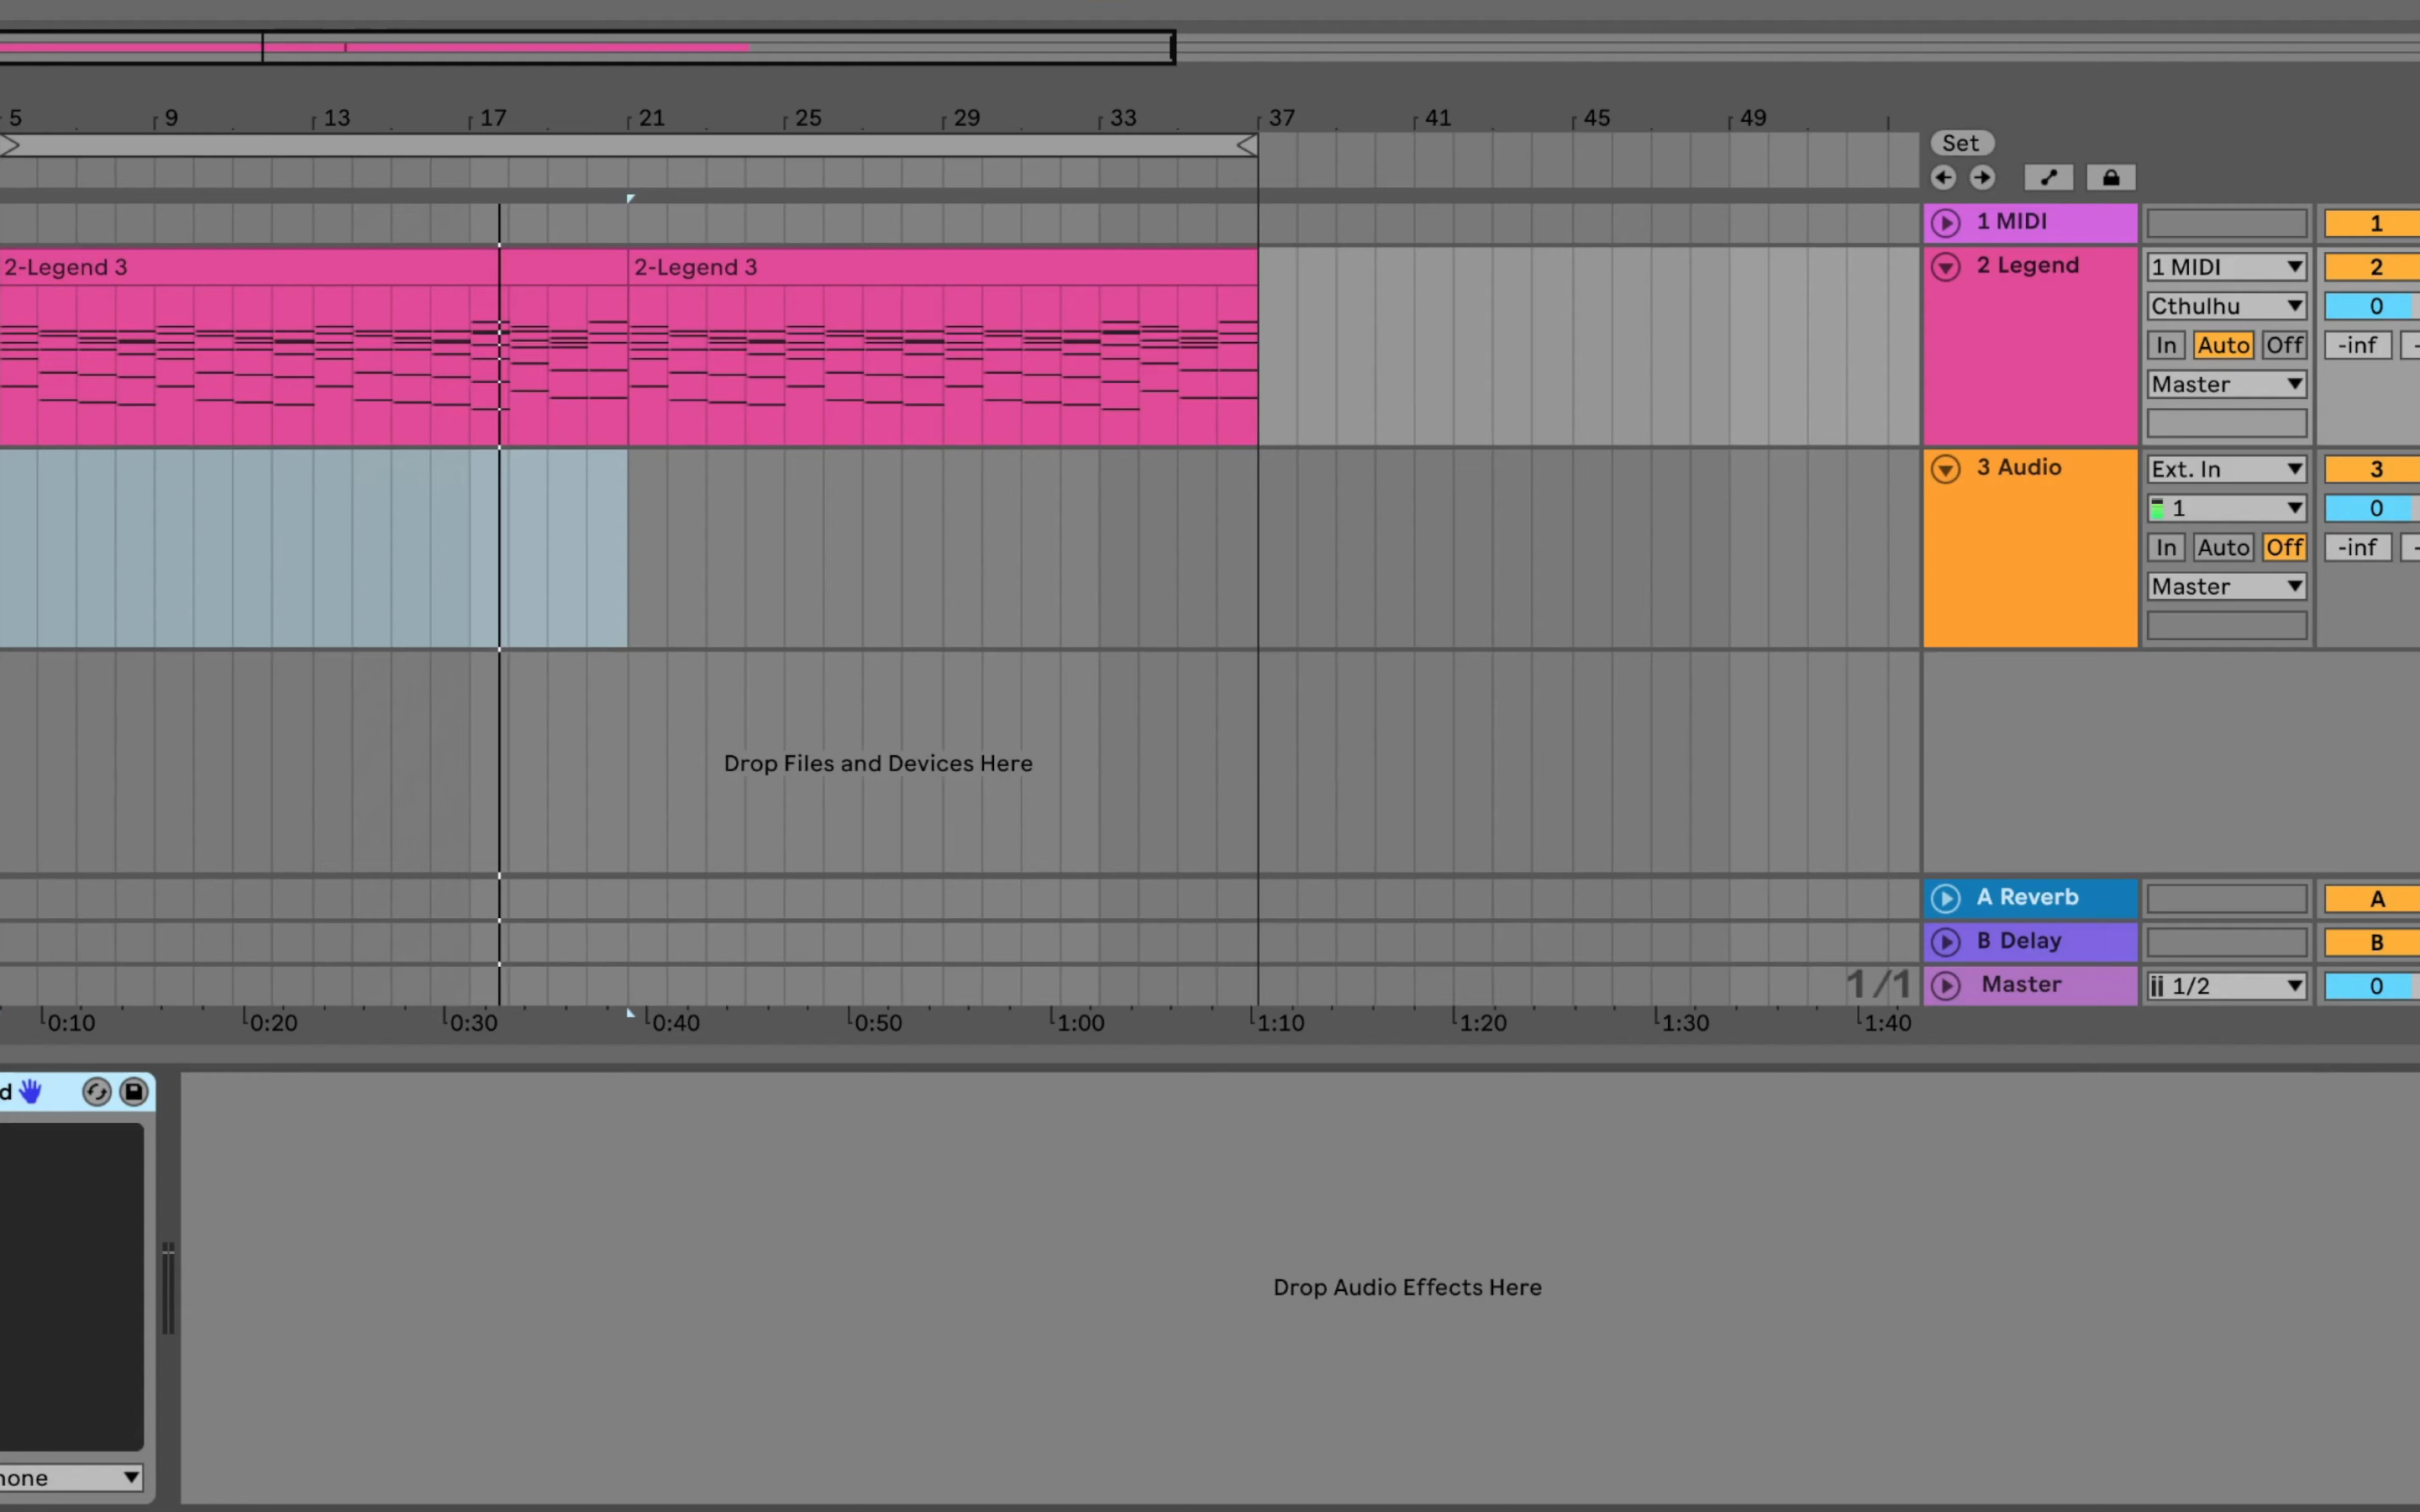 5 9 13 17 21 25 29 33 37 41 45 49
Set
1 MIDI 1
2-Legend 3 2-Legend 3 2 Legend 1 MIDI 2
Cthulhu 0
In Auto Off -inf -
Master
3 Audio Ext. In 3
1 0
In Auto Off -inf -
Master
Drop Files and Devices Here
A Reverb A
B Delay B
1/1 Master 1/2 0
0:10 0:20 0:30 0:40 0:50 1:00 1:10 1:20 1:30 1:40
d
Drop Audio Effects Here
none